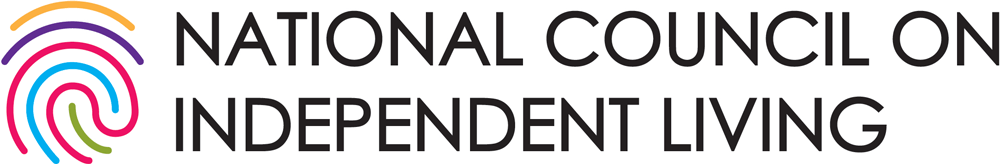 NATIONAL COUNCIL ON
INDEPENDENT LIVING